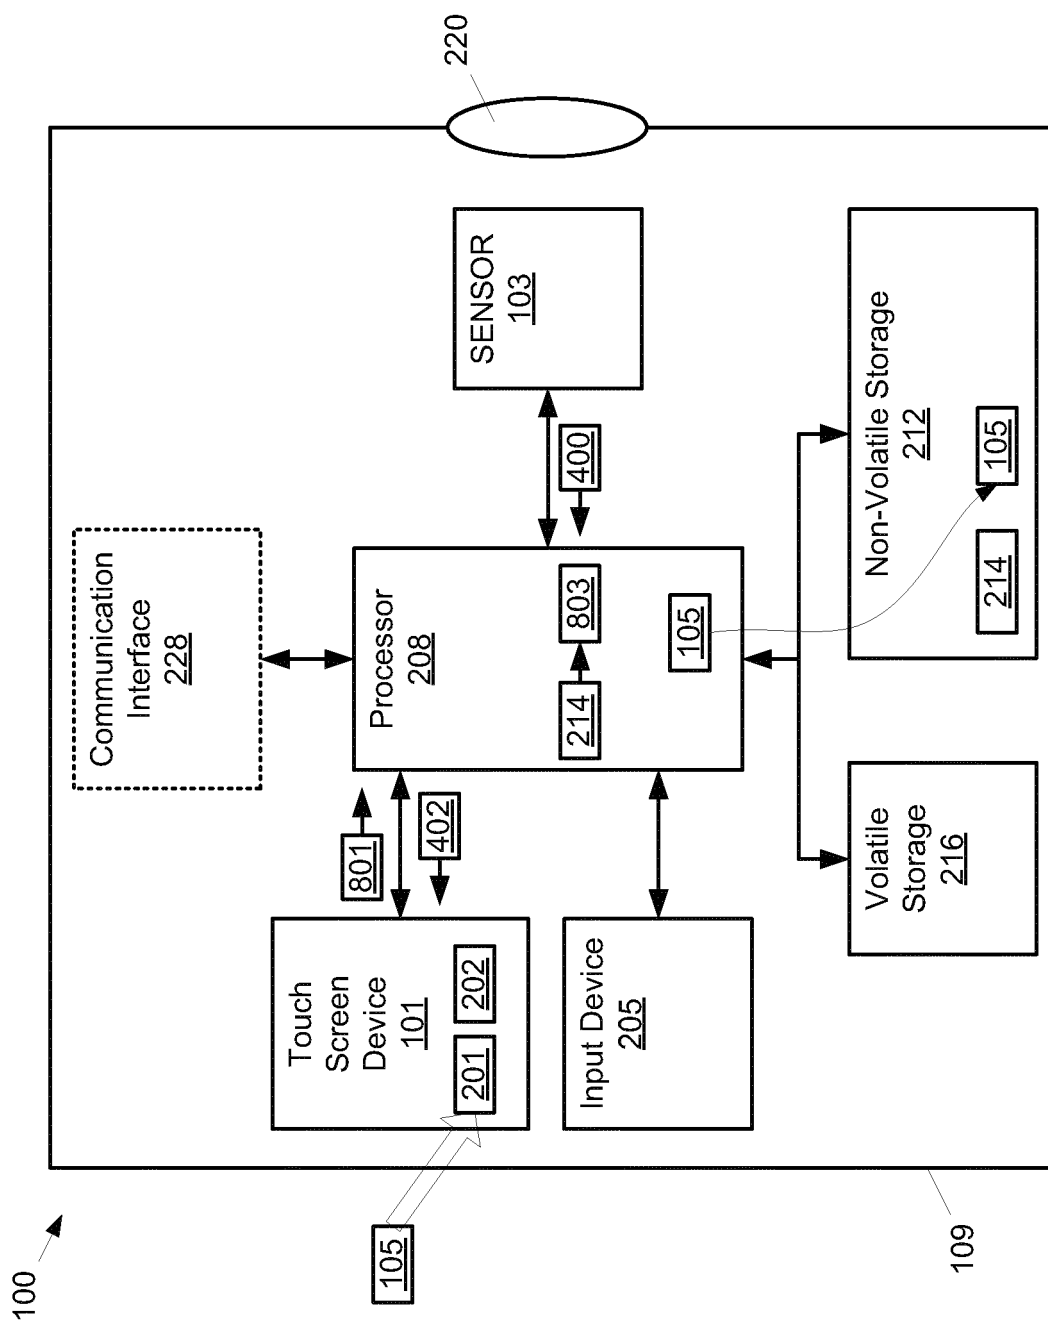 100
109
220
105
Touch
Screen
Device
101
201
202
801
402
Input Device
205
Communication
Interface
228
Processor
208
214
803
105
400
SENSOR
103
Volatile
Storage
216
Non-Volatile Storage
212
214
105